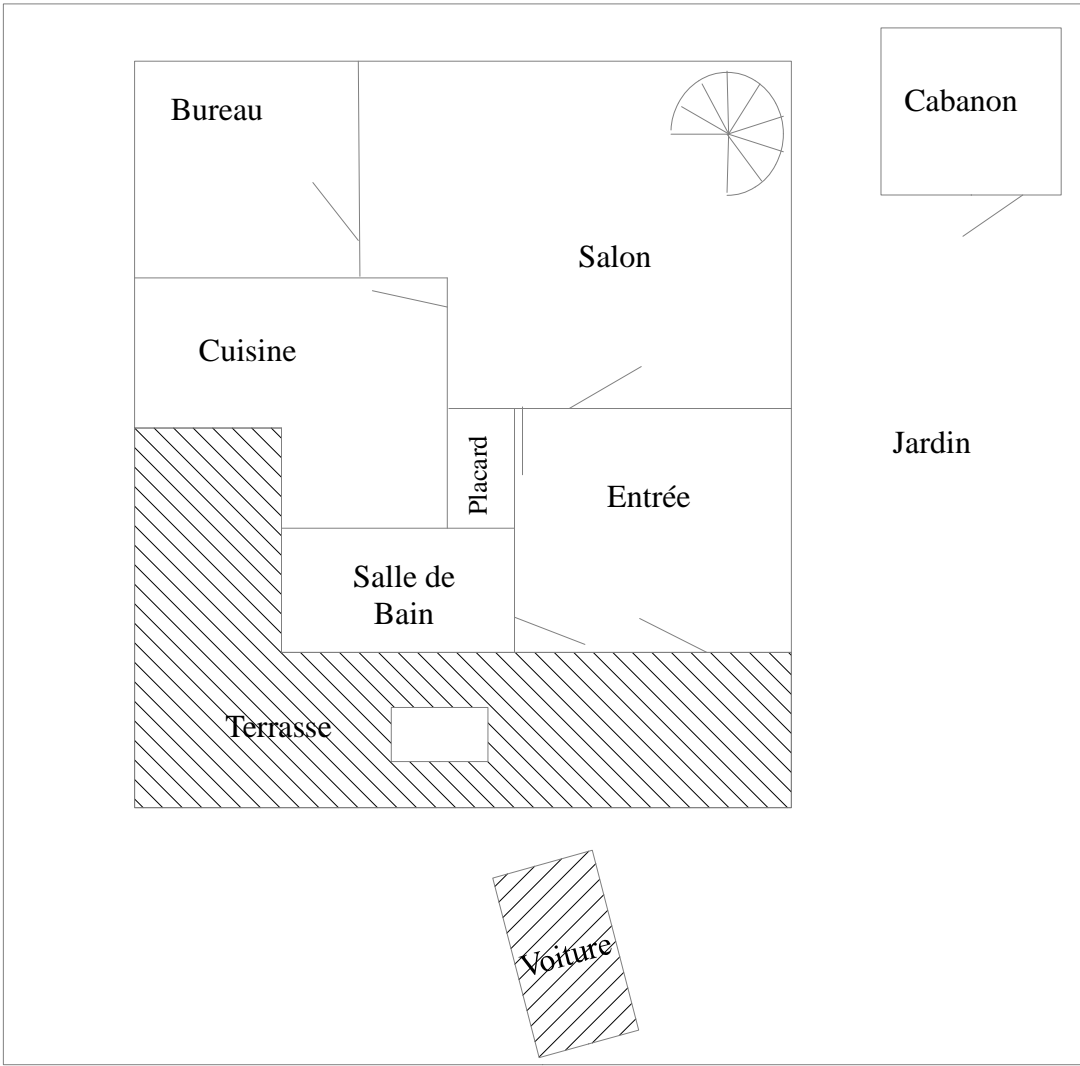 Bureau
Cabanon
Salon
Cuisine
Jardin
Placard
Entrée
Salle de
Bain
Terrasse
Voiture